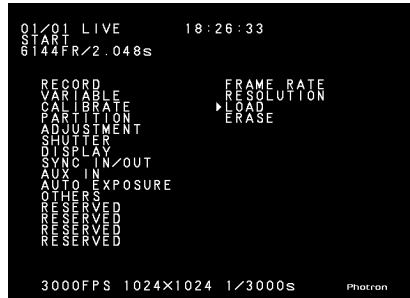 01/01 LIVE 18:26:33
START
6144FR/2.048s
RECORD FRAME RATE
VARIABLE RESOLUTION
CALIBRATE ▶LOAD
PARTITION ERASE
ADJUSTMENT
SHUTTER
DISPLAY
SYNC IN/OUT
AUX IN
AUTO EXPOSURE
OTHERS
RESERVED
RESERVED
RESERVED
RESERVED
3000FPS 1024×1024 1/3000s Photron